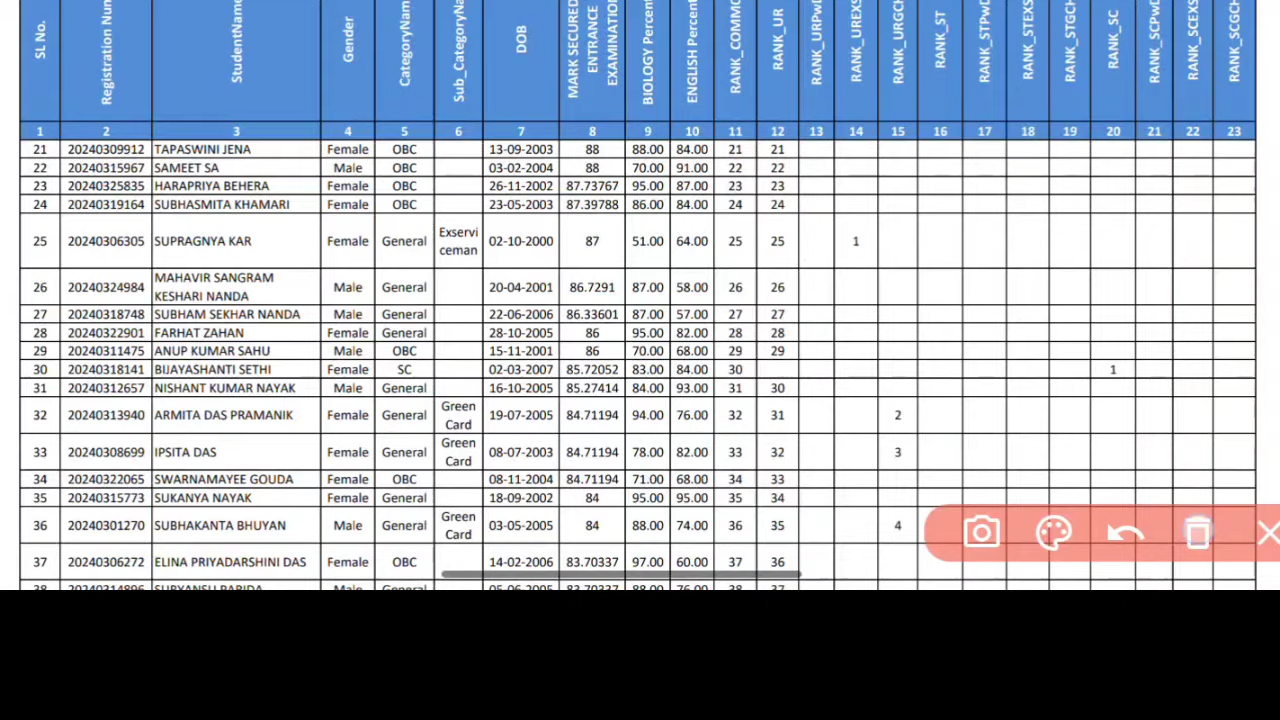 SL No. Registration Num StudentName Gender CategoryNam Sub_CategoryNa DOB MARK SECURED ENTRANCE EXAMINATION BIOLOGY Percent ENGLISH Percent RANK_COMMO RANK_UR RANK_URPwD RANK_UREXS RANK_URGCH RANK_ST RANK_STPwD RANK_STEXS RANK_STGCH RANK_SC RANK_SCPwD RANK_SCEXS RANK_SCGCH
1 2 3 4 5 6 7 8 9 10 11 12 13 14 15 16 17 18 19 20 21 22 23
21 20240309912 TAPASWINI JENA Female OBC 13-09-2003 88 88.00 84.00 21 21
22 20240315967 SAMEET SA Male OBC 03-02-2004 88 70.00 91.00 22 22
23 20240325835 HARAPRIYA BEHERA Female OBC 26-11-2002 87.73767 95.00 87.00 23 23
24 20240319164 SUBHASMITA KHAMARI Female OBC 23-05-2003 87.39788 86.00 84.00 24 24
25 20240306305 SUPRAGNYA KAR Female General Exservi ceman 02-10-2000 87 51.00 64.00 25 25 1
26 20240324984 MAHAVIR SANGRAM KESHARI NANDA Male General 20-04-2001 86.7291 87.00 58.00 26 26
27 20240318748 SUBHAM SEKHAR NANDA Male General 22-06-2006 86.33601 87.00 57.00 27 27
28 20240322901 FARHAT ZAHAN Female General 28-10-2005 86 95.00 82.00 28 28
29 20240311475 ANUP KUMAR SAHU Male OBC 15-11-2001 86 70.00 68.00 29 29
30 20240318141 BIJAYASHANTI SETHI Female SC 02-03-2007 85.72052 83.00 84.00 30 1
31 20240312657 NISHANT KUMAR NAYAK Male General 16-10-2005 85.27414 84.00 93.00 31 30
32 20240313940 ARMITA DAS PRAMANIK Female General Green Card 19-07-2005 84.71194 94.00 76.00 32 31 2
33 20240308699 IPSITA DAS Female General Green Card 08-07-2003 84.71194 78.00 82.00 33 32 3
34 20240322065 SWARNAMAYEE GOUDA Female OBC 08-11-2004 84.71194 71.00 68.00 34 33
35 20240315773 SUKANYA NAYAK Female General 18-09-2002 84 95.00 95.00 35 34
36 20240301270 SUBHAKANTA BHUYAN Male General Green Card 03-05-2005 84 88.00 74.00 36 35 4
37 20240306272 ELINA PRIYADARSHINI DAS Female OBC 14-02-2006 83.70337 97.00 60.00 37 36